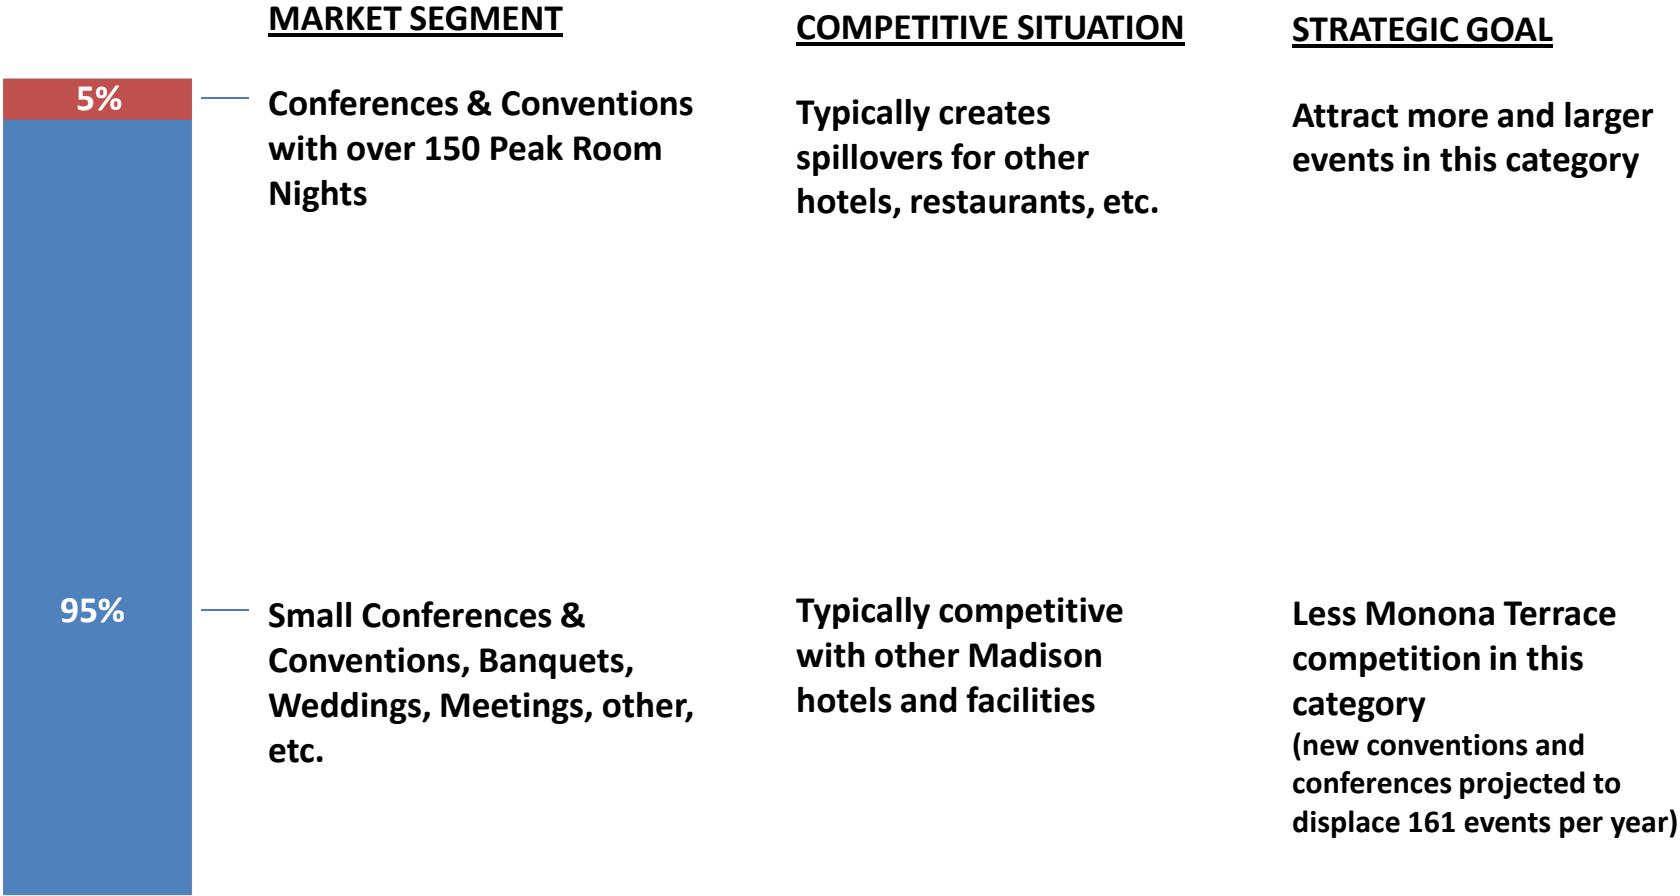 MARKET SEGMENT
COMPETITIVE SITUATION
STRATEGIC GOAL
5%
Conferences & Conventions
with over 150 Peak Room
Nights
Typically creates
spillovers for other
hotels, restaurants, etc.
Attract more and larger
events in this category
95%
Small Conferences &
Conventions, Banquets,
Weddings, Meetings, other,
etc.
Typically competitive
with other Madison
hotels and facilities
Less Monona Terrace
competition in this
category
(new conventions and
conferences projected to
displace 161 events per year)